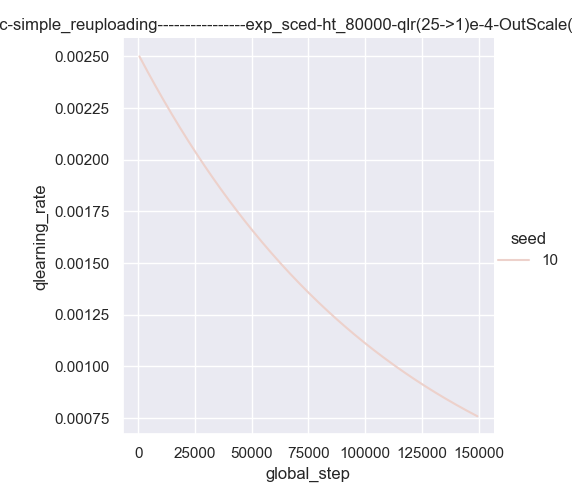 c-simple_reuploading----------------exp_sced-ht_80000-qlr(25->1)e-4-OutScale(
0.00250
0.00225
0.00200
0.00175
0.00150
0.00125
0.00100
0.00075
qlearning_rate
seed
10
0 25000 50000 75000 100000 125000 150000
global_step